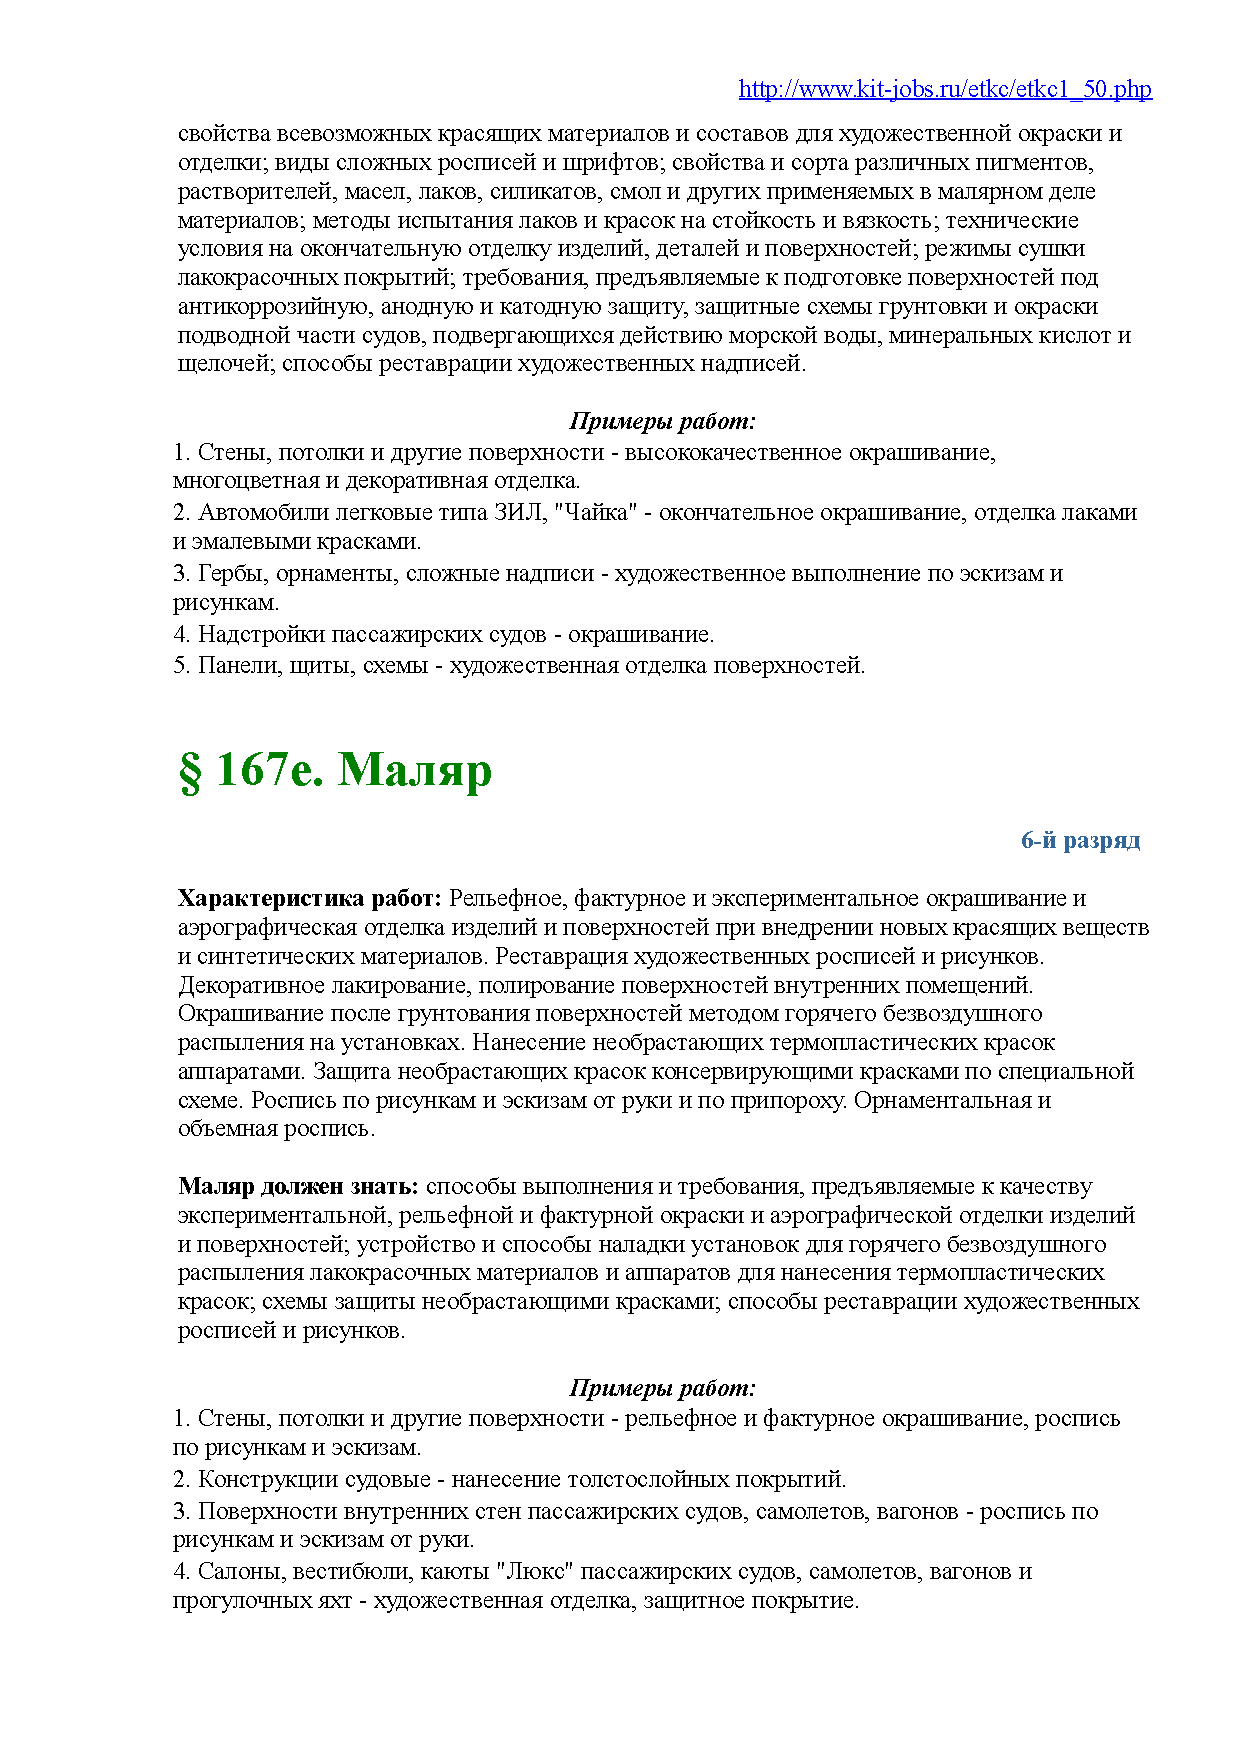 http://www.kit-jobs.ru/etkc/etkc1_50.php
свойства всевозможных красящих материалов и составов для художественной окраски и
отделки; виды сложных росписей и шрифтов; свойства и сорта различных пигментов,
растворителей, масел, лаков, силикатов, смол и других применяемых в малярном деле
материалов; методы испытания лаков и красок на стойкость и вязкость; технические
условия на окончательную отделку изделий, деталей и поверхностей; режимы сушки
лакокрасочных покрытий; требования, предъявляемые к подготовке поверхностей под
антикоррозийную, анодную и катодную защиту, защитные схемы грунтовки и окраски
подводной части судов, подвергающихся действию морской воды, минеральных кислот и
щелочей; способы реставрации художественных надписей.
Примеры работ:
1. Стены, потолки и другие поверхности - высококачественное окрашивание,
многоцветная и декоративная отделка.
2. Автомобили легковые типа ЗИЛ, "Чайка" - окончательное окрашивание, отделка лаками
и эмалевыми красками.
3. Гербы, орнаменты, сложные надписи - художественное выполнение по эскизам и
рисункам.
4. Надстройки пассажирских судов - окрашивание.
5. Панели, щиты, схемы - художественная отделка поверхностей.
§ 167е. Маляр
6-й разряд
Характеристика работ: Рельефное, фактурное и экспериментальное окрашивание и
аэрографическая отделка изделий и поверхностей при внедрении новых красящих веществ
и синтетических материалов. Реставрация художественных росписей и рисунков.
Декоративное лакирование, полирование поверхностей внутренних помещений.
Окрашивание после грунтования поверхностей методом горячего безвоздушного
распыления на установках. Нанесение необрастающих термопластических красок
аппаратами. Защита необрастающих красок консервирующими красками по специальной
схеме. Роспись по рисункам и эскизам от руки и по припороху. Орнаментальная и
объемная роспись.
Маляр должен знать: способы выполнения и требования, предъявляемые к качеству
экспериментальной, рельефной и фактурной окраски и аэрографической отделки изделий
и поверхностей; устройство и способы наладки установок для горячего безвоздушного
распыления лакокрасочных материалов и аппаратов для нанесения термопластических
красок; схемы защиты необрастающими красками; способы реставрации художественных
росписей и рисунков.
Примеры работ:
1. Стены, потолки и другие поверхности - рельефное и фактурное окрашивание, роспись
по рисункам и эскизам.
2. Конструкции судовые - нанесение толстослойных покрытий.
3. Поверхности внутренних стен пассажирских судов, самолетов, вагонов - роспись по
рисункам и эскизам от руки.
4. Салоны, вестибюли, каюты "Люкс" пассажирских судов, самолетов, вагонов и
прогулочных яхт - художественная отделка, защитное покрытие.